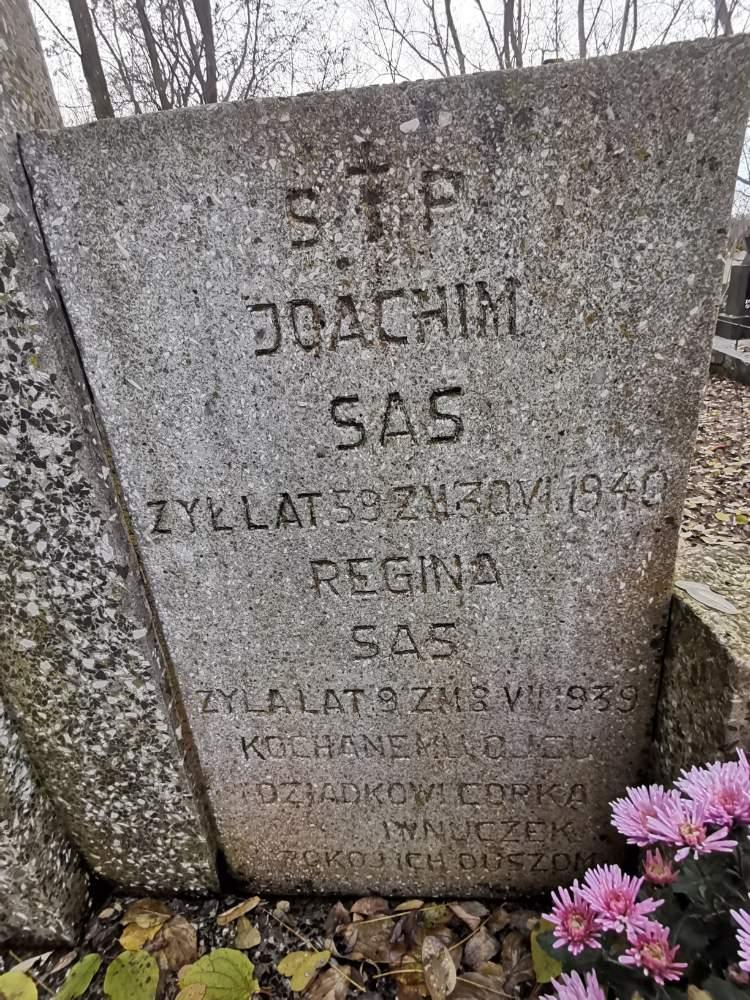 Ś. † P
JOACHIM
SAS
ŻYŁ LAT 39 ZM. 30.VI.1940
REGINA
SAS
ŻYŁA LAT 9 ZM. 8 VII.1939
KOCHANEMU OJCU
I DZIADKOWI CÓRKA
I WNUCZEK
POKÓJ ICH DUSZOM